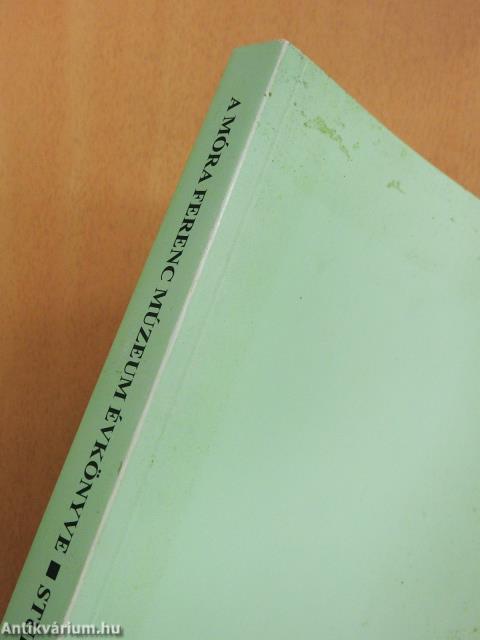 A MÓRA FERENC MÚZEUM ÉVKÖNYVE ■ ST
Antikvárium.hu